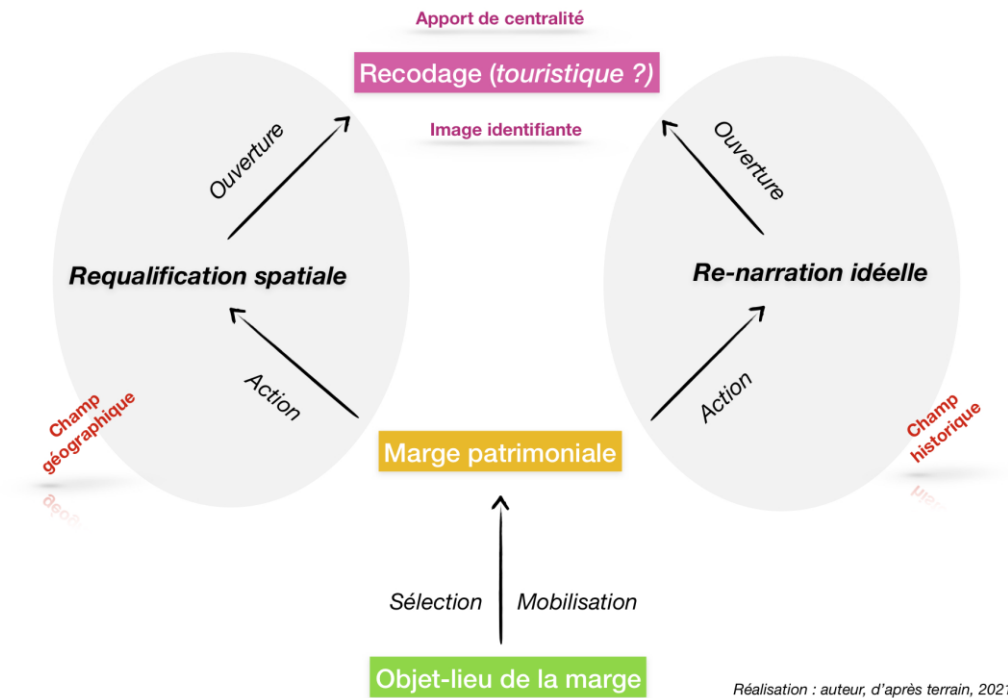 Apport de centralité
Recodage (touristique ?)
Image identifiante
Ouverture
Ouverture
Requalification spatiale
Re-narration idéelle
Action
Action
Champ
géographique
Champ
historique
Marge patrimoniale
Sélection
Mobilisation
Objet-lieu de la marge
Réalisation : auteur, d'après terrain, 202